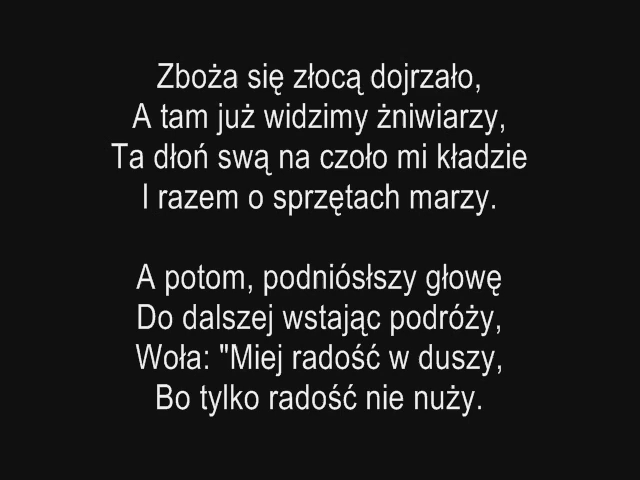 Zboża się złocą dojrzało,
A tam już widzimy żniwiarzy,
Ta dłoń swą na czoło mi kładzie
I razem o sprzętach marzy.
A potom, podniósłszy głowę
Do dalszej wstając podróży,
Woła: "Miej radość w duszy,
Bo tylko radość nie nuży.